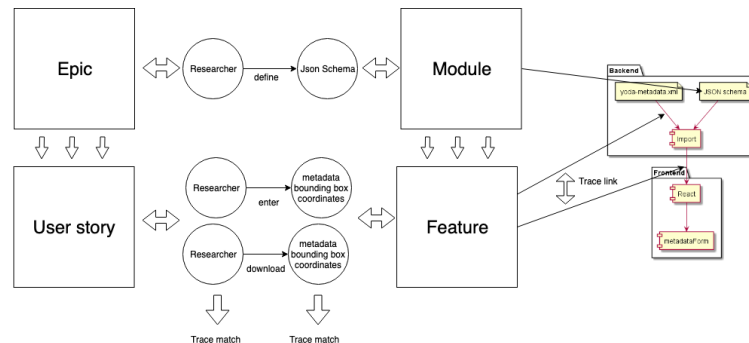 Epic
Researcher
define
Json Schema
Module
Backend
yoda-metadata.xml
JSON schema
import
Frontend
React
metadataForm
User story
Researcher
enter
metadata
bounding box
coordinates
Researcher
download
metadata
bounding box
coordinates
Feature
Trace link
Trace match
Trace match